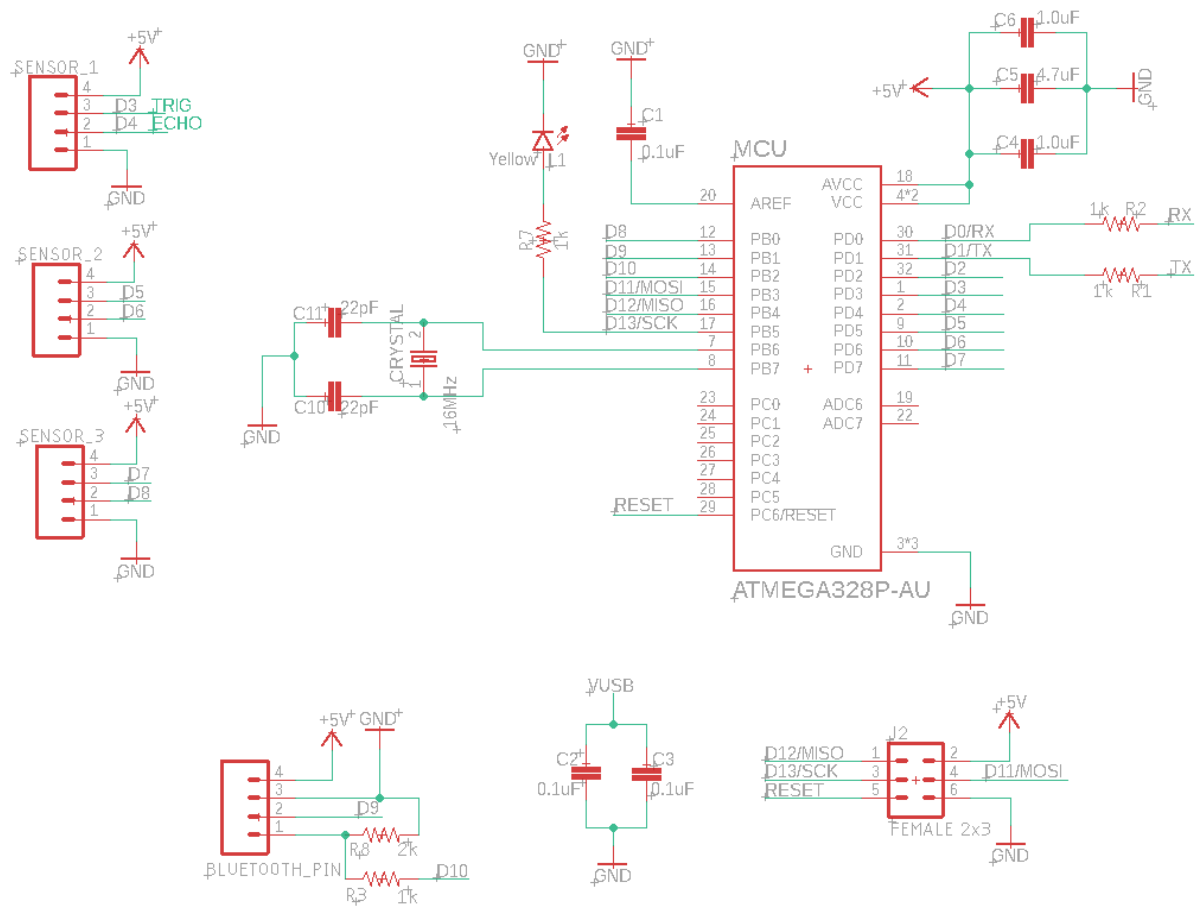 +5V
SENSOR_1
4
3 D3 TRIG
2 D4 ECHO
1
GND
+5V
SENSOR_2
4
3 D5
2 D6
1
GND
+5V
SENSOR_3
4
3 D7
2 D8
1
GND
GND
Yellow L1
R7
1k
GND
C1
0.1uF
C6 1.0uF
+5V C5 4.7uF GND
C4 1.0uF
MCU
20 AREF
D8 12 PB0
D9 13 PB1
D10 14 PB2
D11/MOSI 15 PB3
D12/MISO 16 PB4
D13/SCK 17 PB5
7 PB6
8 PB7
23 PC0
24 PC1
25 PC2
26 PC3
27 PC4
28 PC5
RESET 29 PC6/RESET
AVCC 18
VCC 4*2
PD0 30 D0/RX
PD1 31 D1/TX
PD2 32 D2
PD3 1 D3
PD4 2 D4
PD5 9 D5
PD6 10 D6
PD7 11 D7
ADC6 19
ADC7 22
GND 3*3
ATMEGA328P-AU
GND
1k R2 RX
1k R1 TX
C11 22pF
C10 22pF
CRYSTAL
2
1
16MHz
GND
+5V GND
4
3
2 D9
1
R8 2k
BLUETOOTH_PIN
R3 1k D10
VUSB
C2 C3
0.1uF 0.1uF
GND
+5V
J2
D12/MISO 1 2
D13/SCK 3 4 D11/MOSI
RESET 5 6
FEMALE 2x3
GND